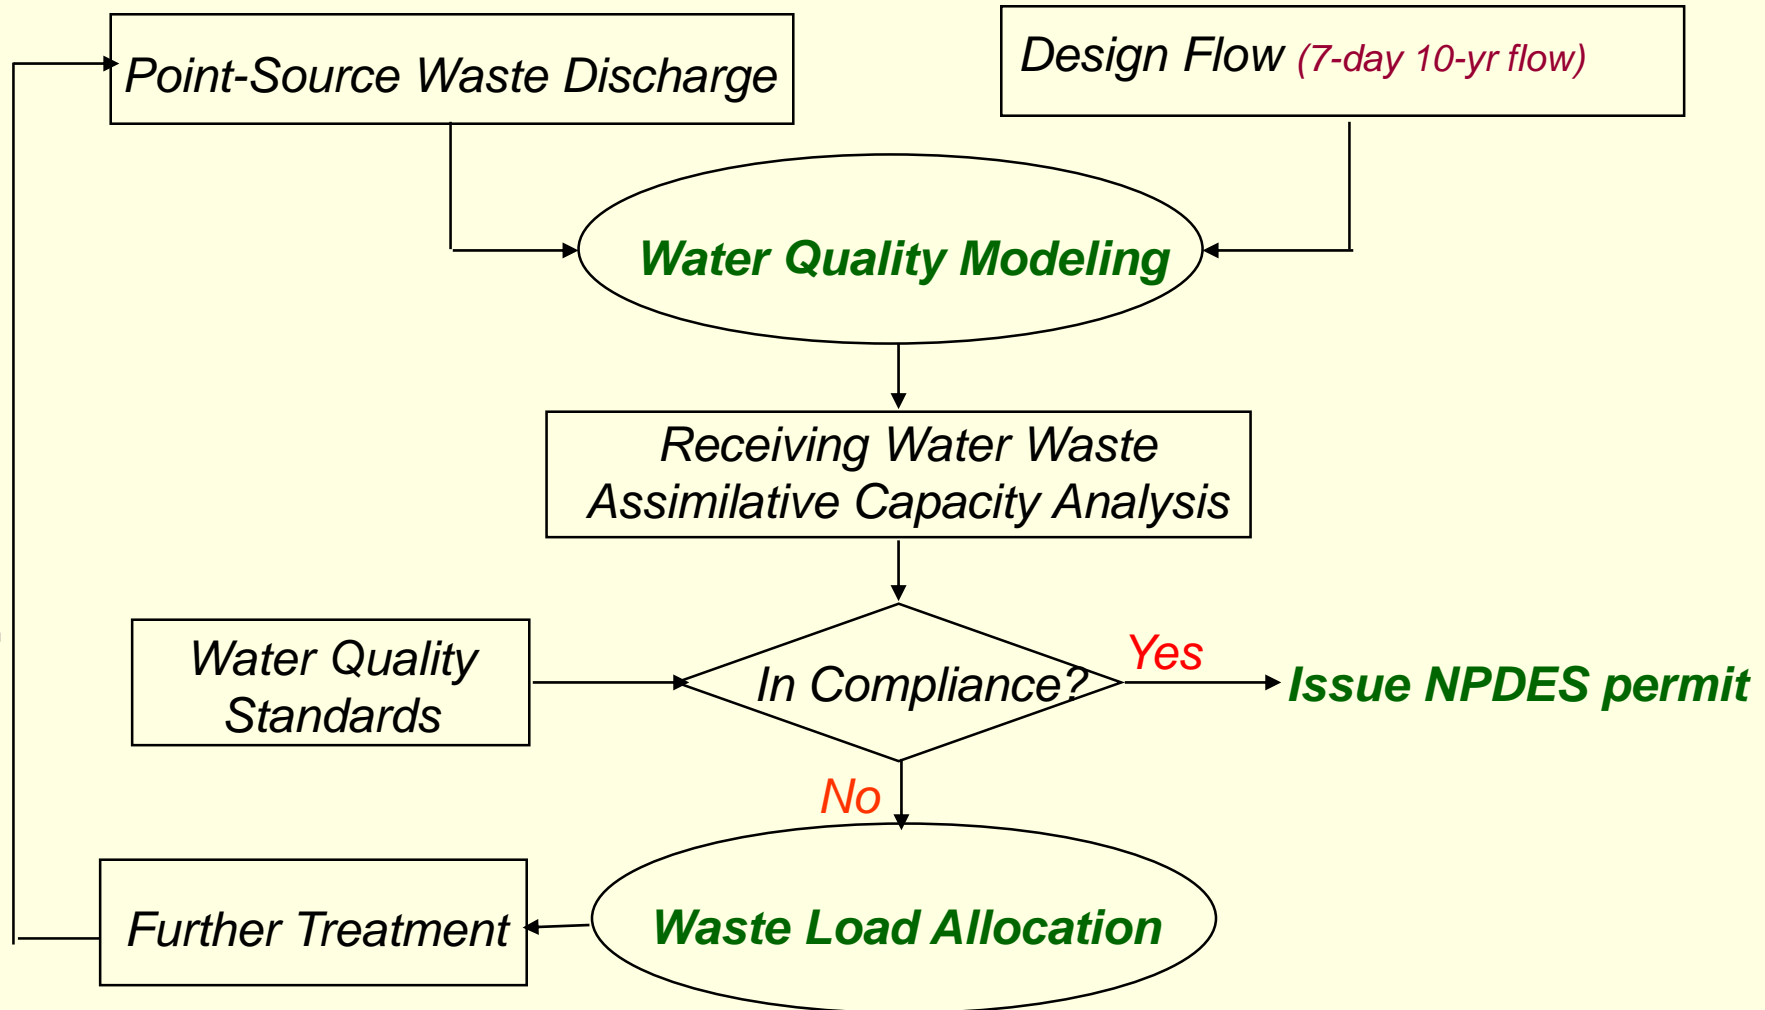 Point-Source Waste Discharge
Design Flow (7-day 10-yr flow)
Water Quality Modeling
Receiving Water Waste
Assimilative Capacity Analysis
Water Quality
Standards
In Compliance?
Yes
Issue NPDES permit
No
Further Treatment
Waste Load Allocation